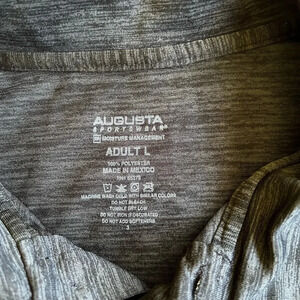 AUGUSTA
SPORTSWEAR®
MOISTURE MANAGEMENT
ADULT L
100% POLYESTER
MADE IN MEXICO
MACHINE WASH COLD WITH SIMILAR COLORS
DO NOT BLEACH
TUMBLE DRY LOW
DO NOT IRON IF DECORATED
DO NOT ADD SOFTENERS